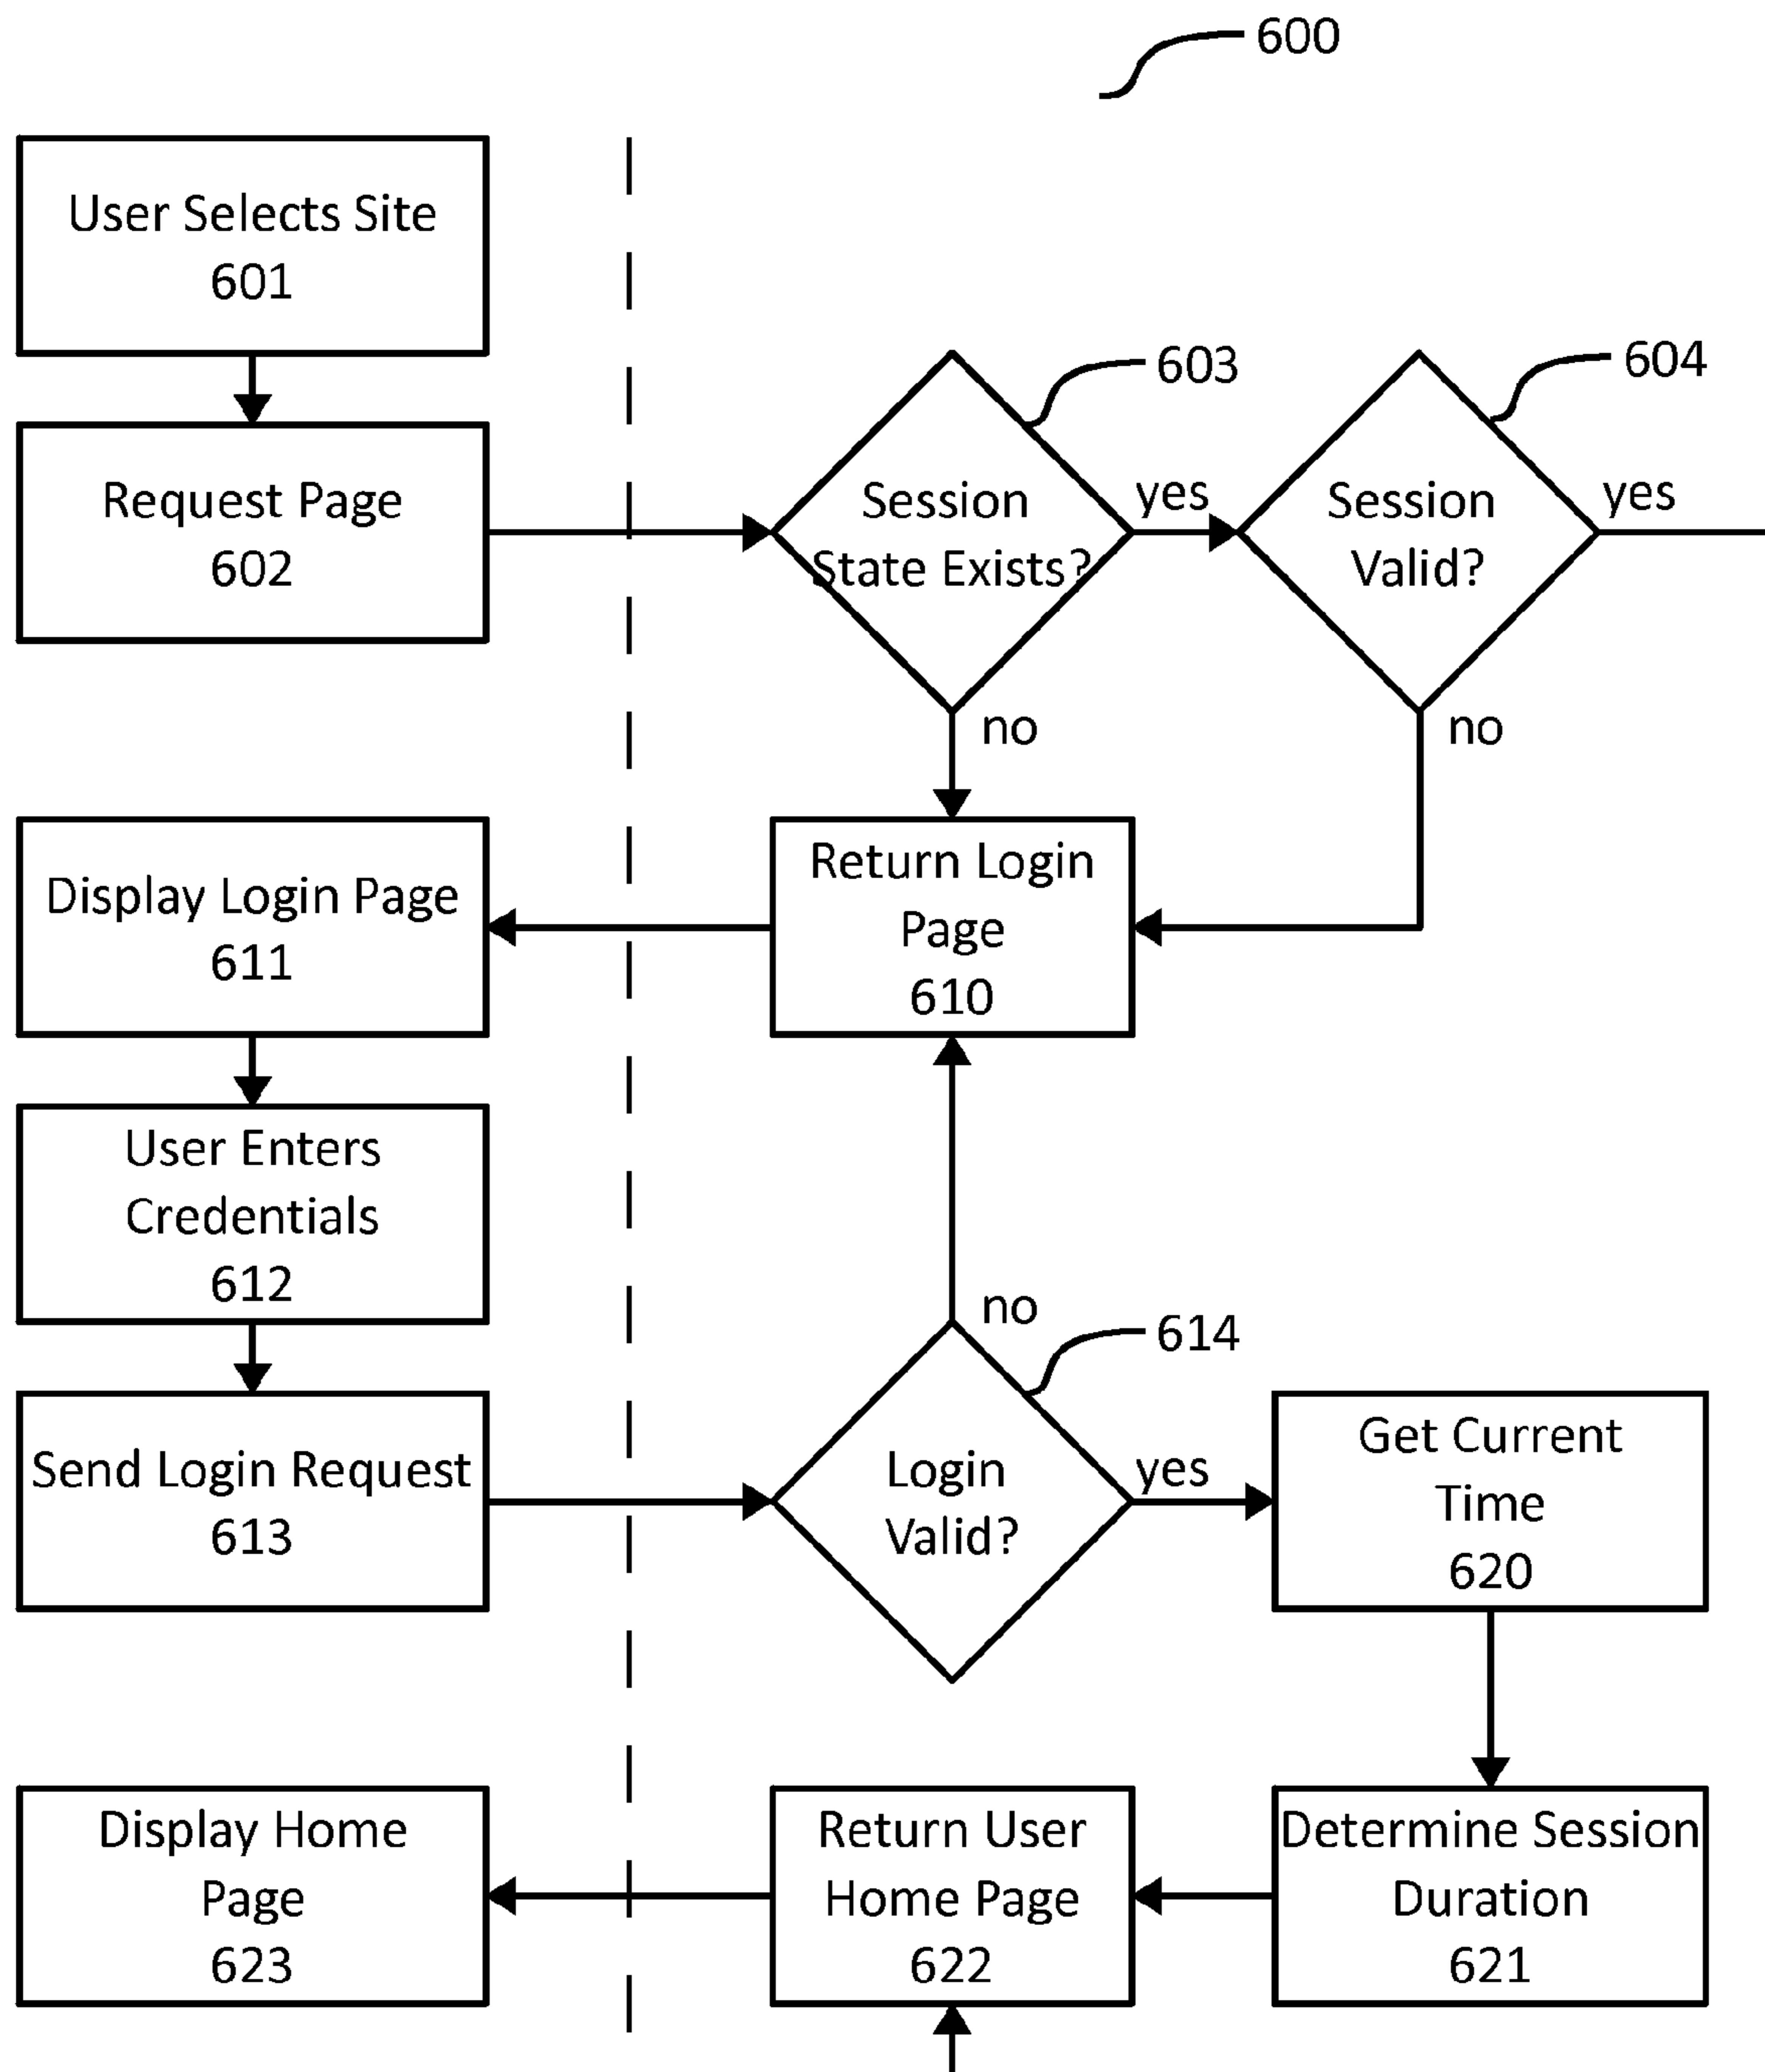 600
User Selects Site
601
Request Page
602
603
Session
State Exists?
yes
604
Session
Valid?
yes
no
no
Return Login
Page
610
Display Login Page
611
User Enters
Credentials
612
Send Login Request
613
no
614
Login
Valid?
yes
Get Current
Time
620
Determine Session
Duration
621
Return User
Home Page
622
Display Home
Page
623